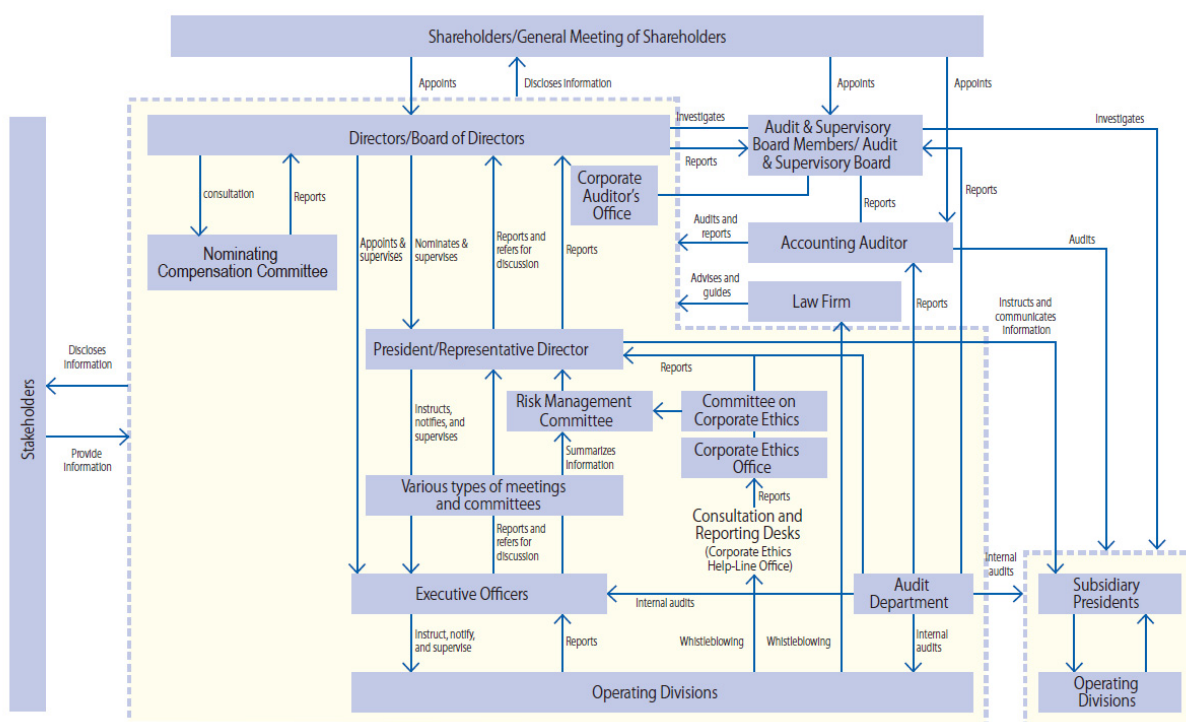 Shareholders/General Meeting of Shareholders
Appoints
Discloses Information
Appoints
Appoints
Directors/Board of Directors
Investigates
Reports
Audit & Supervisory
Board Members/ Audit
& Supervisory Board
Investigates
Corporate
Auditor's
Office
consultation
Reports
Reports
Reports
Nominating
Compensation Committee
Appoints &
supervises
Nominates &
supervises
Reports and
refers for
discussion
Reports
Audits and
reports
Accounting Auditor
Audits
Advises and
guides
Law Firm
Reports
Instructs and
communicates
Information
Stakeholders
Discloses
Information
Provide
Information
President/Representative Director
Reports
Instructs,
notifies, and
supervises
Risk Management
Committee
Committee on
Corporate Ethics
Summarizes
Information
Corporate Ethics
Office
Various types of meetings
and committees
Reports
Consultation and
Reporting Desks
(Corporate Ethics
Help-Line Office)
Reports and
refers for
discussion
Executive Officers
Internal audits
Audit
Department
Internal
audits
Subsidiary
Presidents
Instruct, notify,
and supervise
Reports
Whistleblowing
Whistleblowing
Internal
audits
Operating Divisions
Operating
Divisions